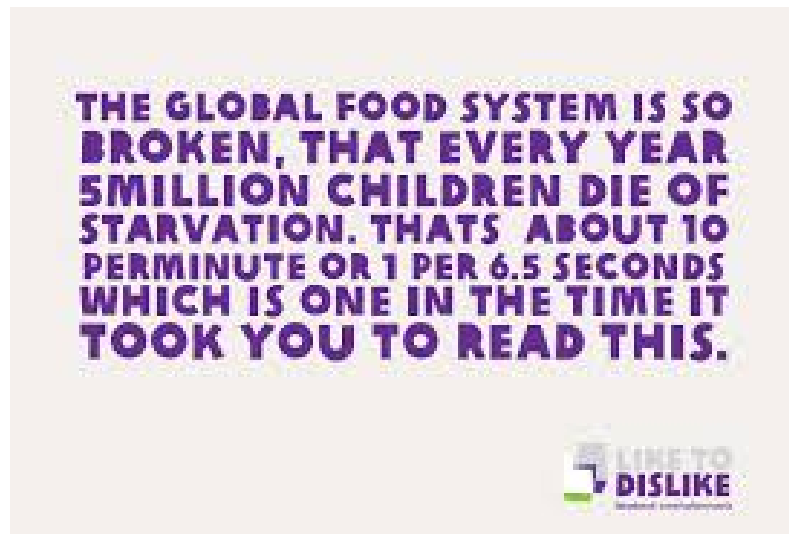 THE GLOBAL FOOD SYSTEM IS SO
BROKEN, THAT EVERY YEAR
5MILLION CHILDREN DIE OF
STARVATION. THATS ABOUT 10
PERMINUTE OR 1 PER 6.5 SECONDS
WHICH IS ONE IN THE TIME IT
TOOK YOU TO READ THIS.
LIKE TO
DISLIKE